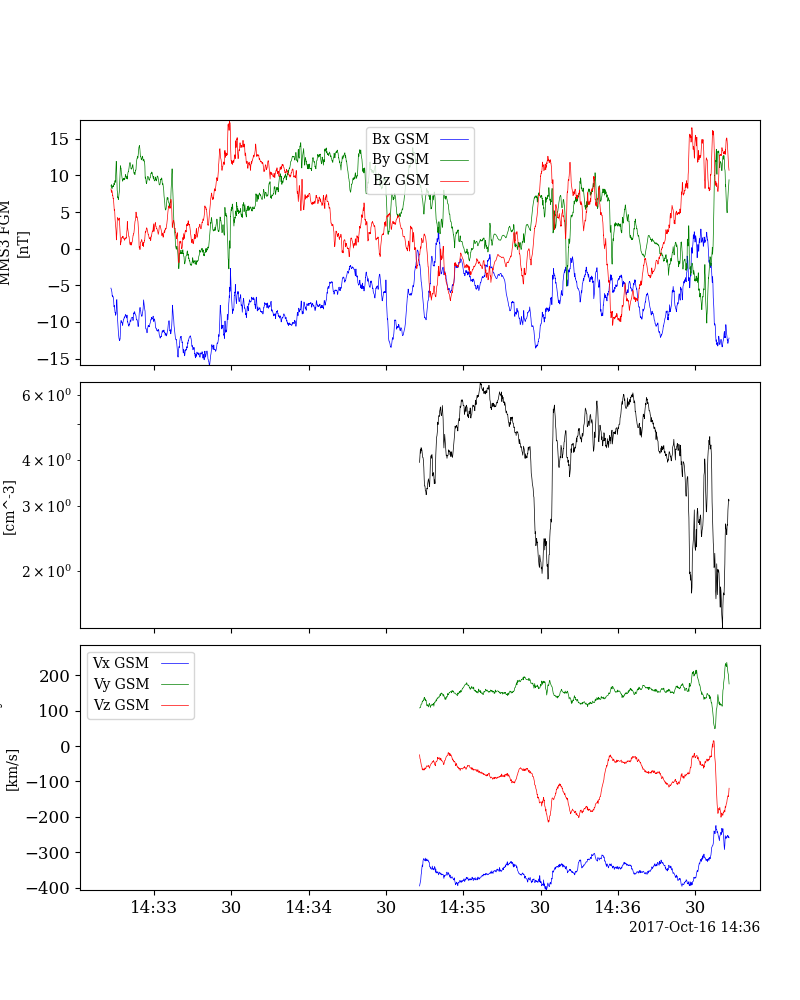 15
10
5
0
−5
−10
−15
MMS3 FGM
[nT]
Bx GSM
By GSM
Bz GSM
6 × 10⁰
4 × 10⁰
3 × 10⁰
2 × 10⁰
[cm^-3]
200
100
0
−100
−200
−300
−400
[km/s]
Vx GSM
Vy GSM
Vz GSM
14:33 30 14:34 30 14:35 30 14:36 30
2017-Oct-16 14:36